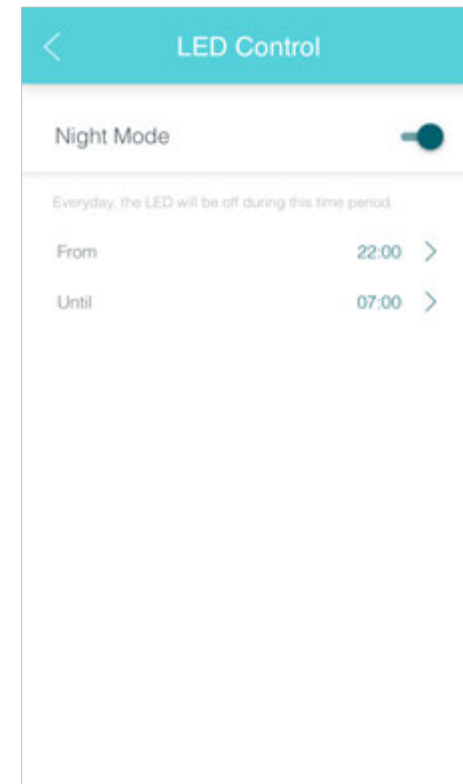 LED Control
Night Mode
Everyday, the LED will be off during this time period.
From 22:00
Until 07:00